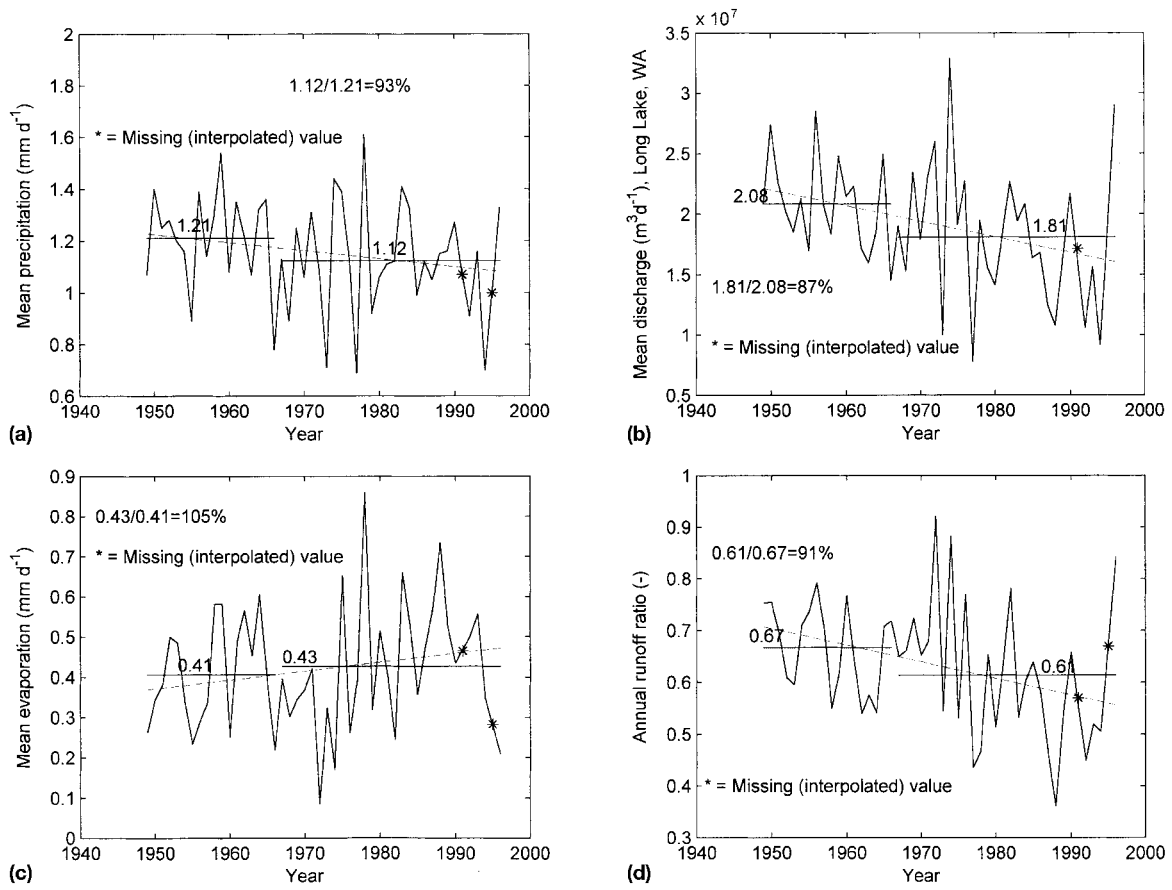 2
1.8
1.6
1.4
1.2
1
0.8
0.6
1940 1950 1960 1970 1980 1990 2000
Year
Mean precipitation (mm d⁻¹)
1.12/1.21=93%
* = Missing (interpolated) value
1.21
1.12
(a)
x 10⁷
3.5
3
2.5
2
1.5
1
0.5
1940 1950 1960 1970 1980 1990 2000
Year
Mean discharge (m³d⁻¹), Long Lake, WA
2.08
1.81
1.81/2.08=87%
* = Missing (interpolated) value
(b)
0.9
0.8
0.7
0.6
0.5
0.4
0.3
0.2
0.1
0
1940 1950 1960 1970 1980 1990 2000
Year
Mean evaporation (mm d⁻¹)
0.43/0.41=105%
* = Missing (interpolated) value
0.41
0.43
(c)
1
0.9
0.8
0.7
0.6
0.5
0.4
0.3
1940 1950 1960 1970 1980 1990 2000
Year
Annual runoff ratio (-)
0.61/0.67=91%
0.67
0.61
* = Missing (interpolated) value
(d)